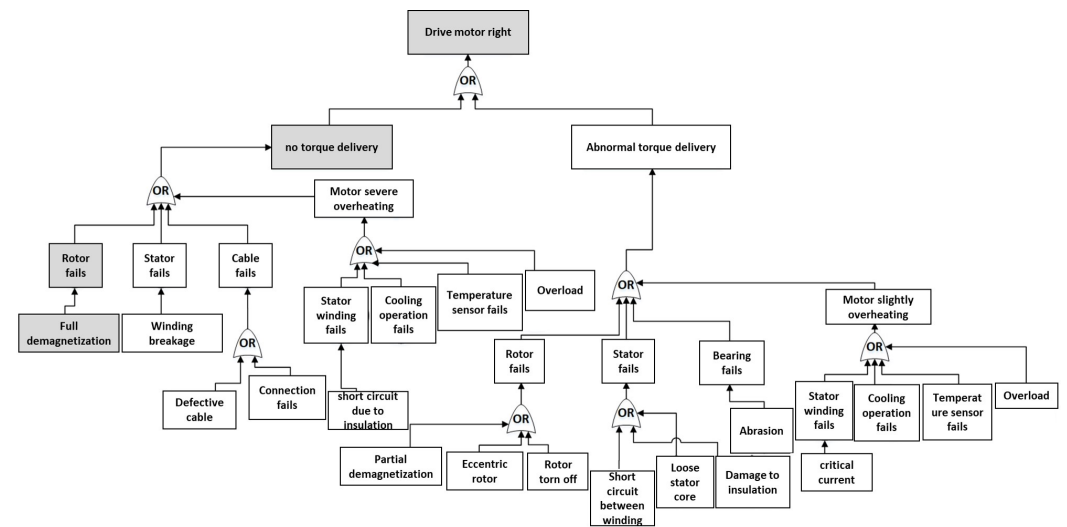 Drive motor right
OR
no torque delivery
Abnormal torque delivery
OR
Motor severe
overheating
Rotor
fails
Stator
fails
Cable
fails
OR
Full
demagnetization
Winding
breakage
OR
Defective
cable
Connection
fails
Stator
winding
fails
Cooling
operation
fails
Temperature
sensor fails
Overload
short circuit
due to
insulation
OR
Motor slightly
overheating
Rotor
fails
Stator
fails
Bearing
fails
OR
OR
OR
Partial
demagnetization
Eccentric
rotor
Rotor
torn off
Short
circuit
between
winding
Loose
stator
core
Damage to
insulation
Abrasion
Stator
winding
fails
Cooling
operation
fails
Temperat
ure sensor
fails
Overload
critical
current